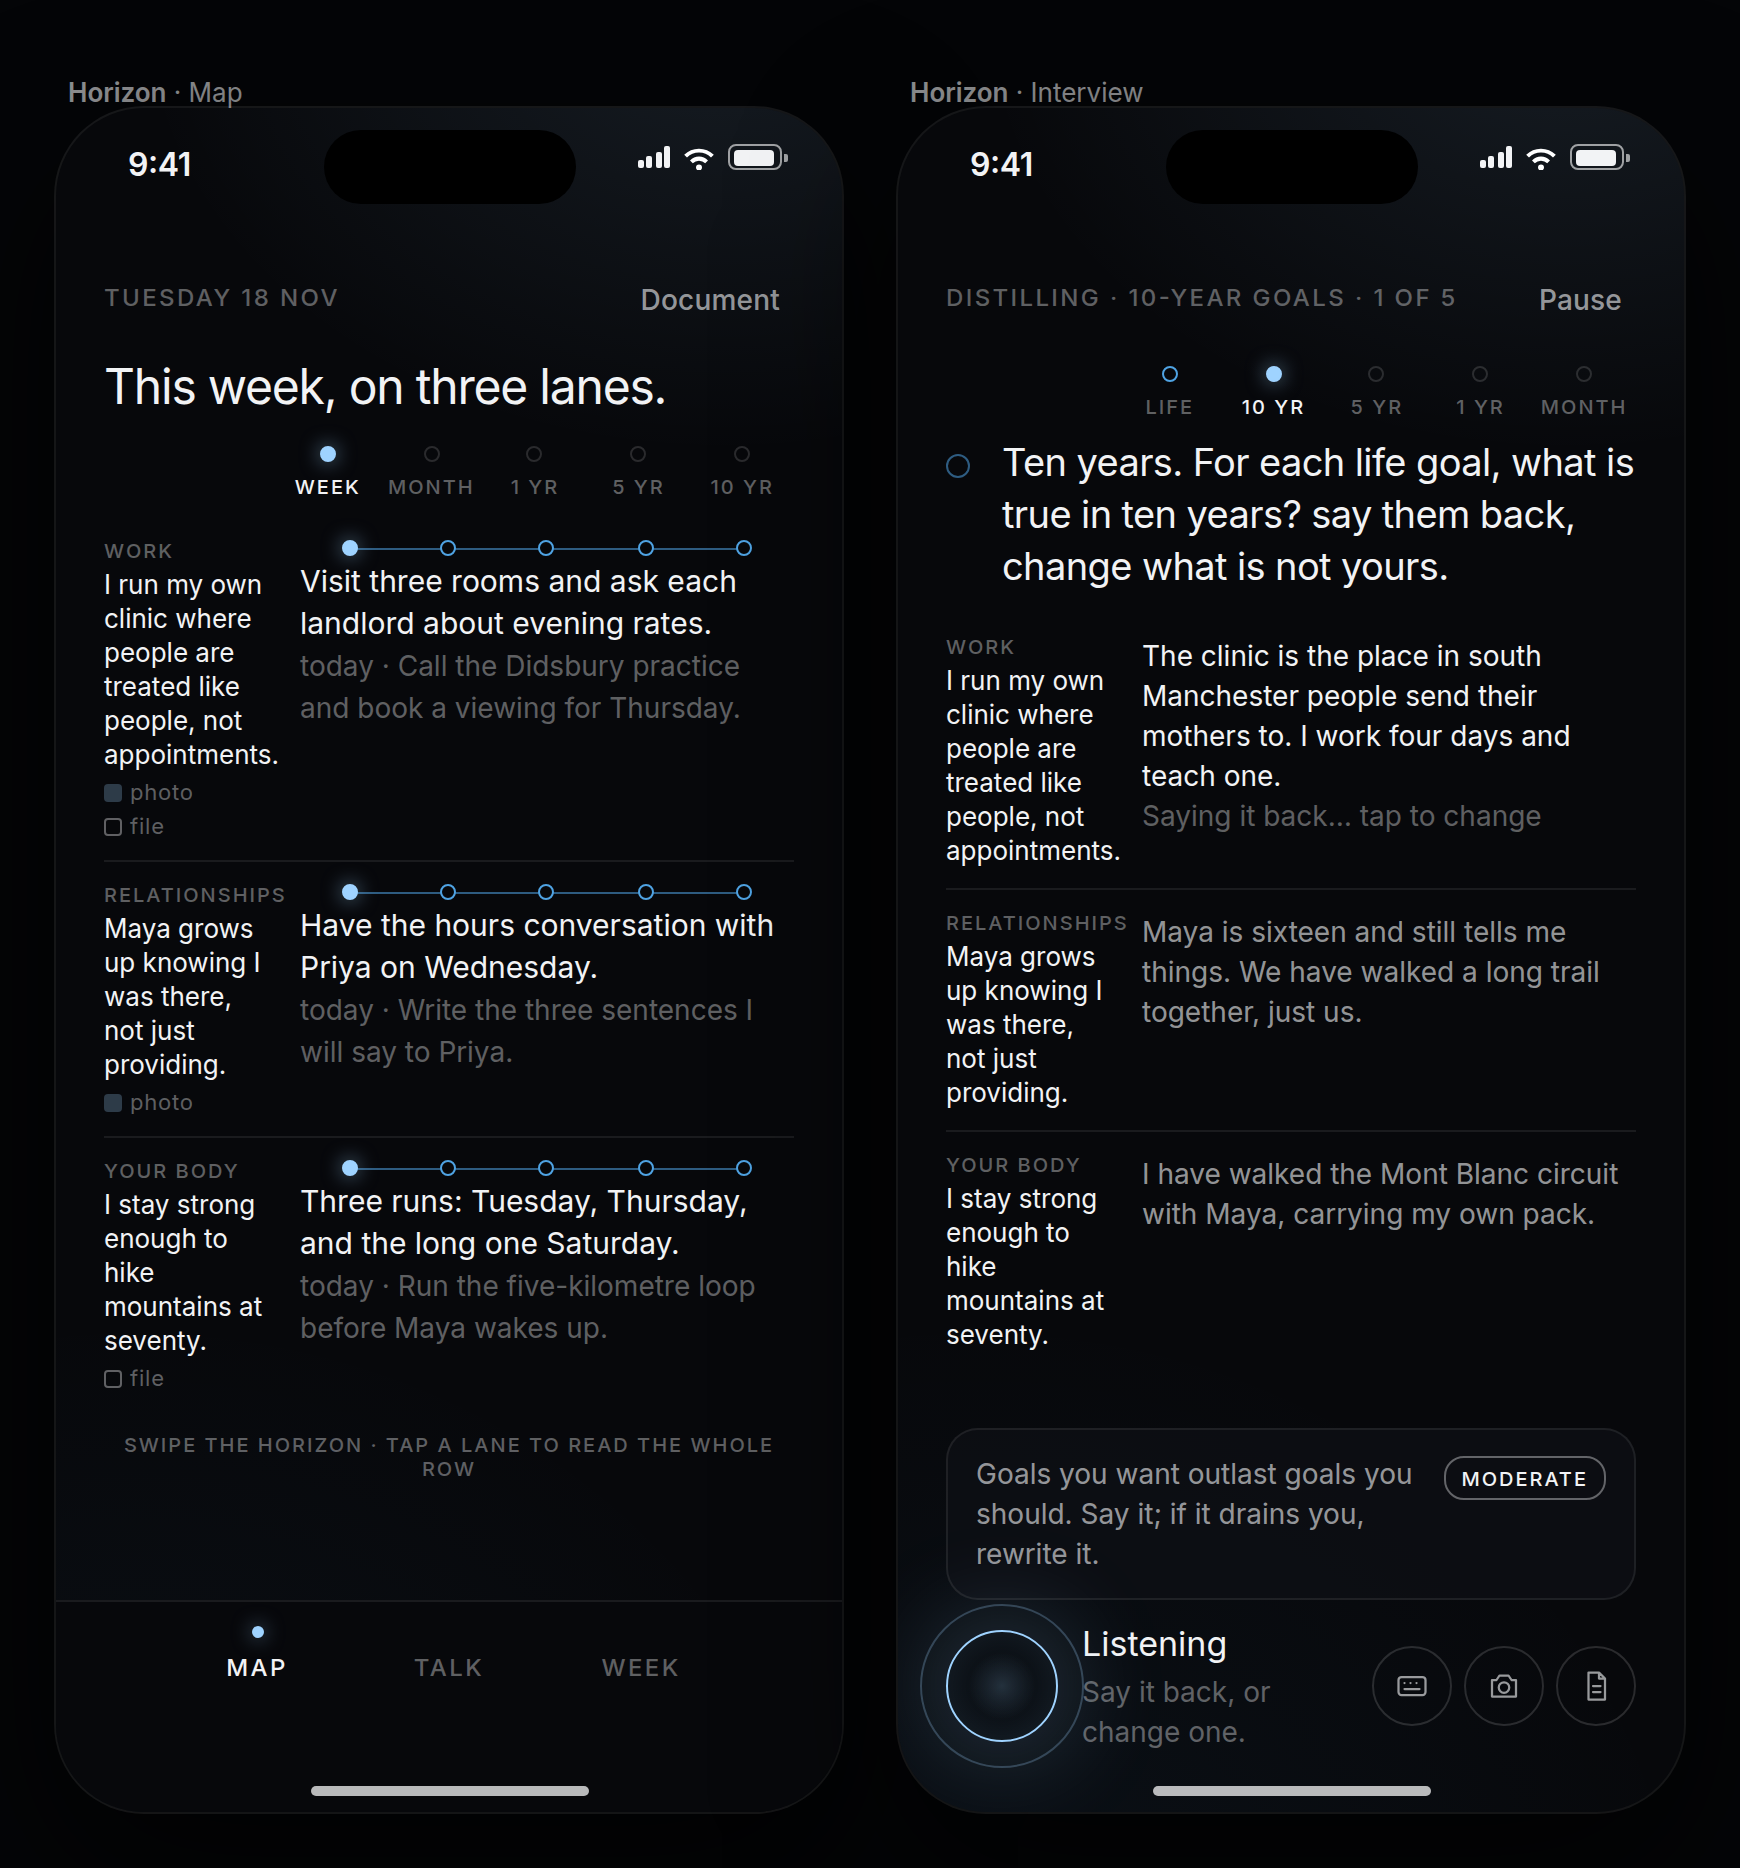 Horizon · Map
9:41
TUESDAY 18 NOV
Document
This week, on three lanes.
WEEK MONTH 1 YR 5 YR 10 YR
WORK
I run my own
clinic where
people are
treated like
people, not
appointments.
photo
file
Visit three rooms and ask each
landlord about evening rates.
today · Call the Didsbury practice
and book a viewing for Thursday.
RELATIONSHIPS
Maya grows
up knowing I
was there,
not just
providing.
photo
Have the hours conversation with
Priya on Wednesday.
today · Write the three sentences I
will say to Priya.
YOUR BODY
I stay strong
enough to
hike
mountains at
seventy.
file
Three runs: Tuesday, Thursday,
and the long one Saturday.
today · Run the five-kilometre loop
before Maya wakes up.
SWIPE THE HORIZON · TAP A LANE TO READ THE WHOLE
ROW
MAP TALK WEEK
Horizon · Interview
9:41
DISTILLING · 10-YEAR GOALS · 1 OF 5
Pause
LIFE 10 YR 5 YR 1 YR MONTH
Ten years. For each life goal, what is
true in ten years? say them back,
change what is not yours.
WORK
I run my own
clinic where
people are
treated like
people, not
appointments.
The clinic is the place in south
Manchester people send their
mothers to. I work four days and
teach one.
Saying it back... tap to change
RELATIONSHIPS
Maya grows
up knowing I
was there,
not just
providing.
Maya is sixteen and still tells me
things. We have walked a long trail
together, just us.
YOUR BODY
I stay strong
enough to
hike
mountains at
seventy.
I have walked the Mont Blanc circuit
with Maya, carrying my own pack.
Goals you want outlast goals you
should. Say it; if it drains you,
rewrite it.
MODERATE
Listening
Say it back, or
change one.